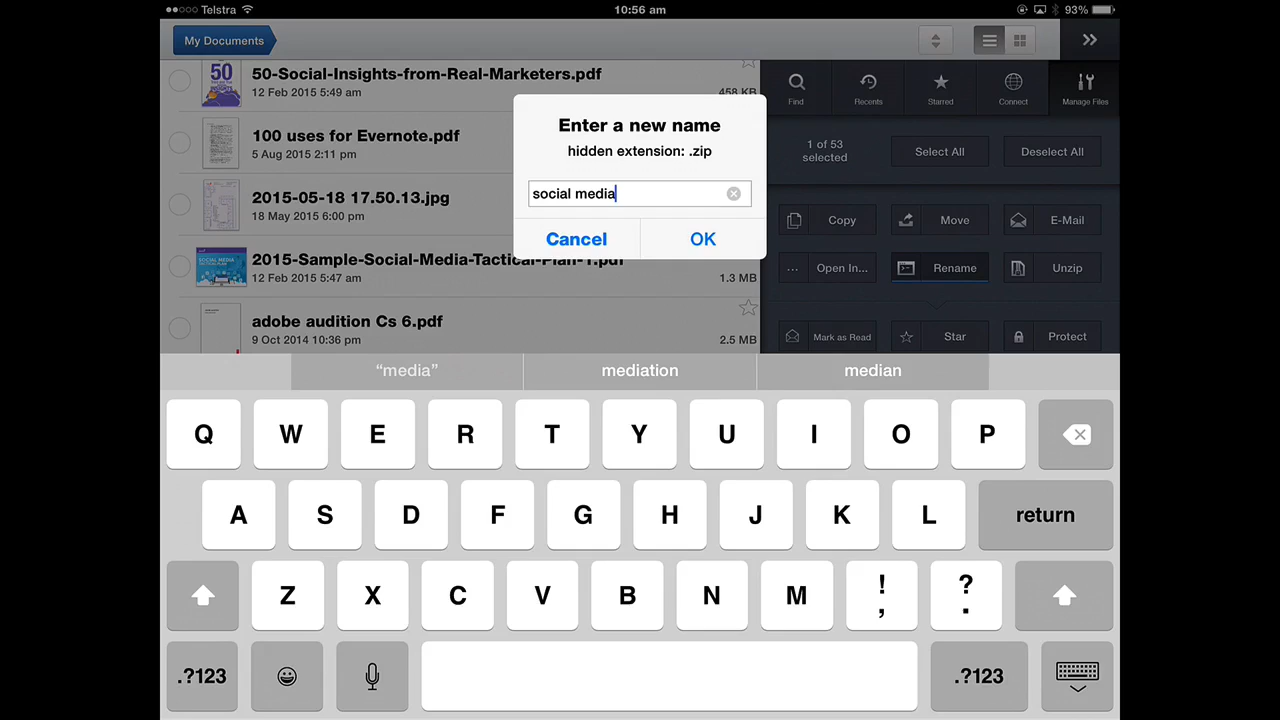 Telstra 10:56 am 93%
My Documents
50-Social-Insights-from-Real-Marketers.pdf
12 Feb 2015 5:49 am 458 KB
100 uses for Evernote.pdf
5 Aug 2015 2:11 pm
2015-05-18 17.50.13.jpg
18 May 2015 6:00 pm
2015-Sample-Social-Media-Tactical-Plan-1.pdf
12 Feb 2015 5:47 am 1.3 MB
adobe audition Cs 6.pdf
9 Oct 2014 10:36 pm 2.5 MB
50
SOCIAL MEDIA
TACTICAL PLAN
Enter a new name
hidden extension: .zip
social media
Cancel OK
Find Recents Starred Connect Manage Files
1 of 53
selected
Select All Deselect All
Copy Move E-Mail
Open In... Rename Unzip
Mark as Read Star Protect
“media” mediation median
Q W E R T Y U I O P
A S D F G H J K L return
Z X C V B N M ! , ? .
.?123 .?123